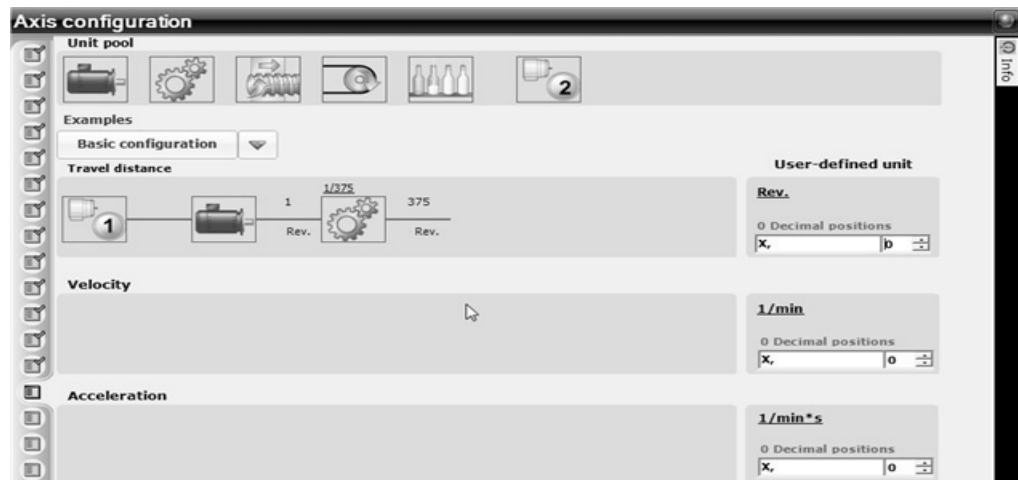 Axis configuration
Info
Unit pool
2
Examples
Basic configuration
Travel distance
User-defined unit
1
1
Rev.
1/375
375
Rev.
Rev.
0 Decimal positions
x, 0
Velocity
1/min
0 Decimal positions
x, 0
Acceleration
1/min*s
0 Decimal positions
x, 0